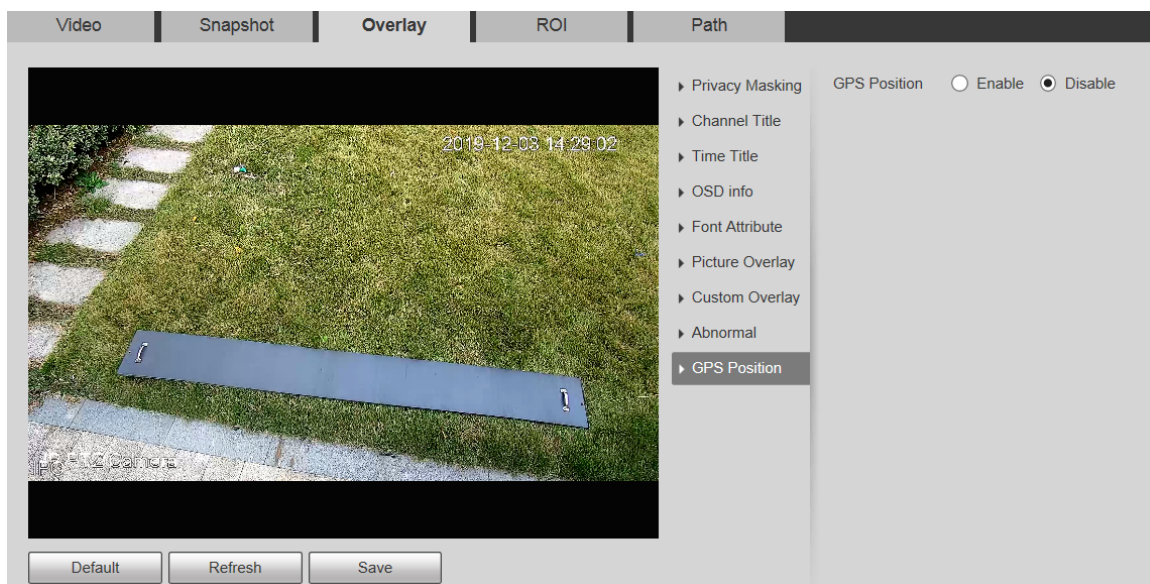 Video Snapshot Overlay ROI Path
2019-12-03 14:29:02
IP PTZ Camera
Privacy Masking
Channel Title
Time Title
OSD info
Font Attribute
Picture Overlay
Custom Overlay
Abnormal
GPS Position
GPS Position Enable Disable
Default Refresh Save